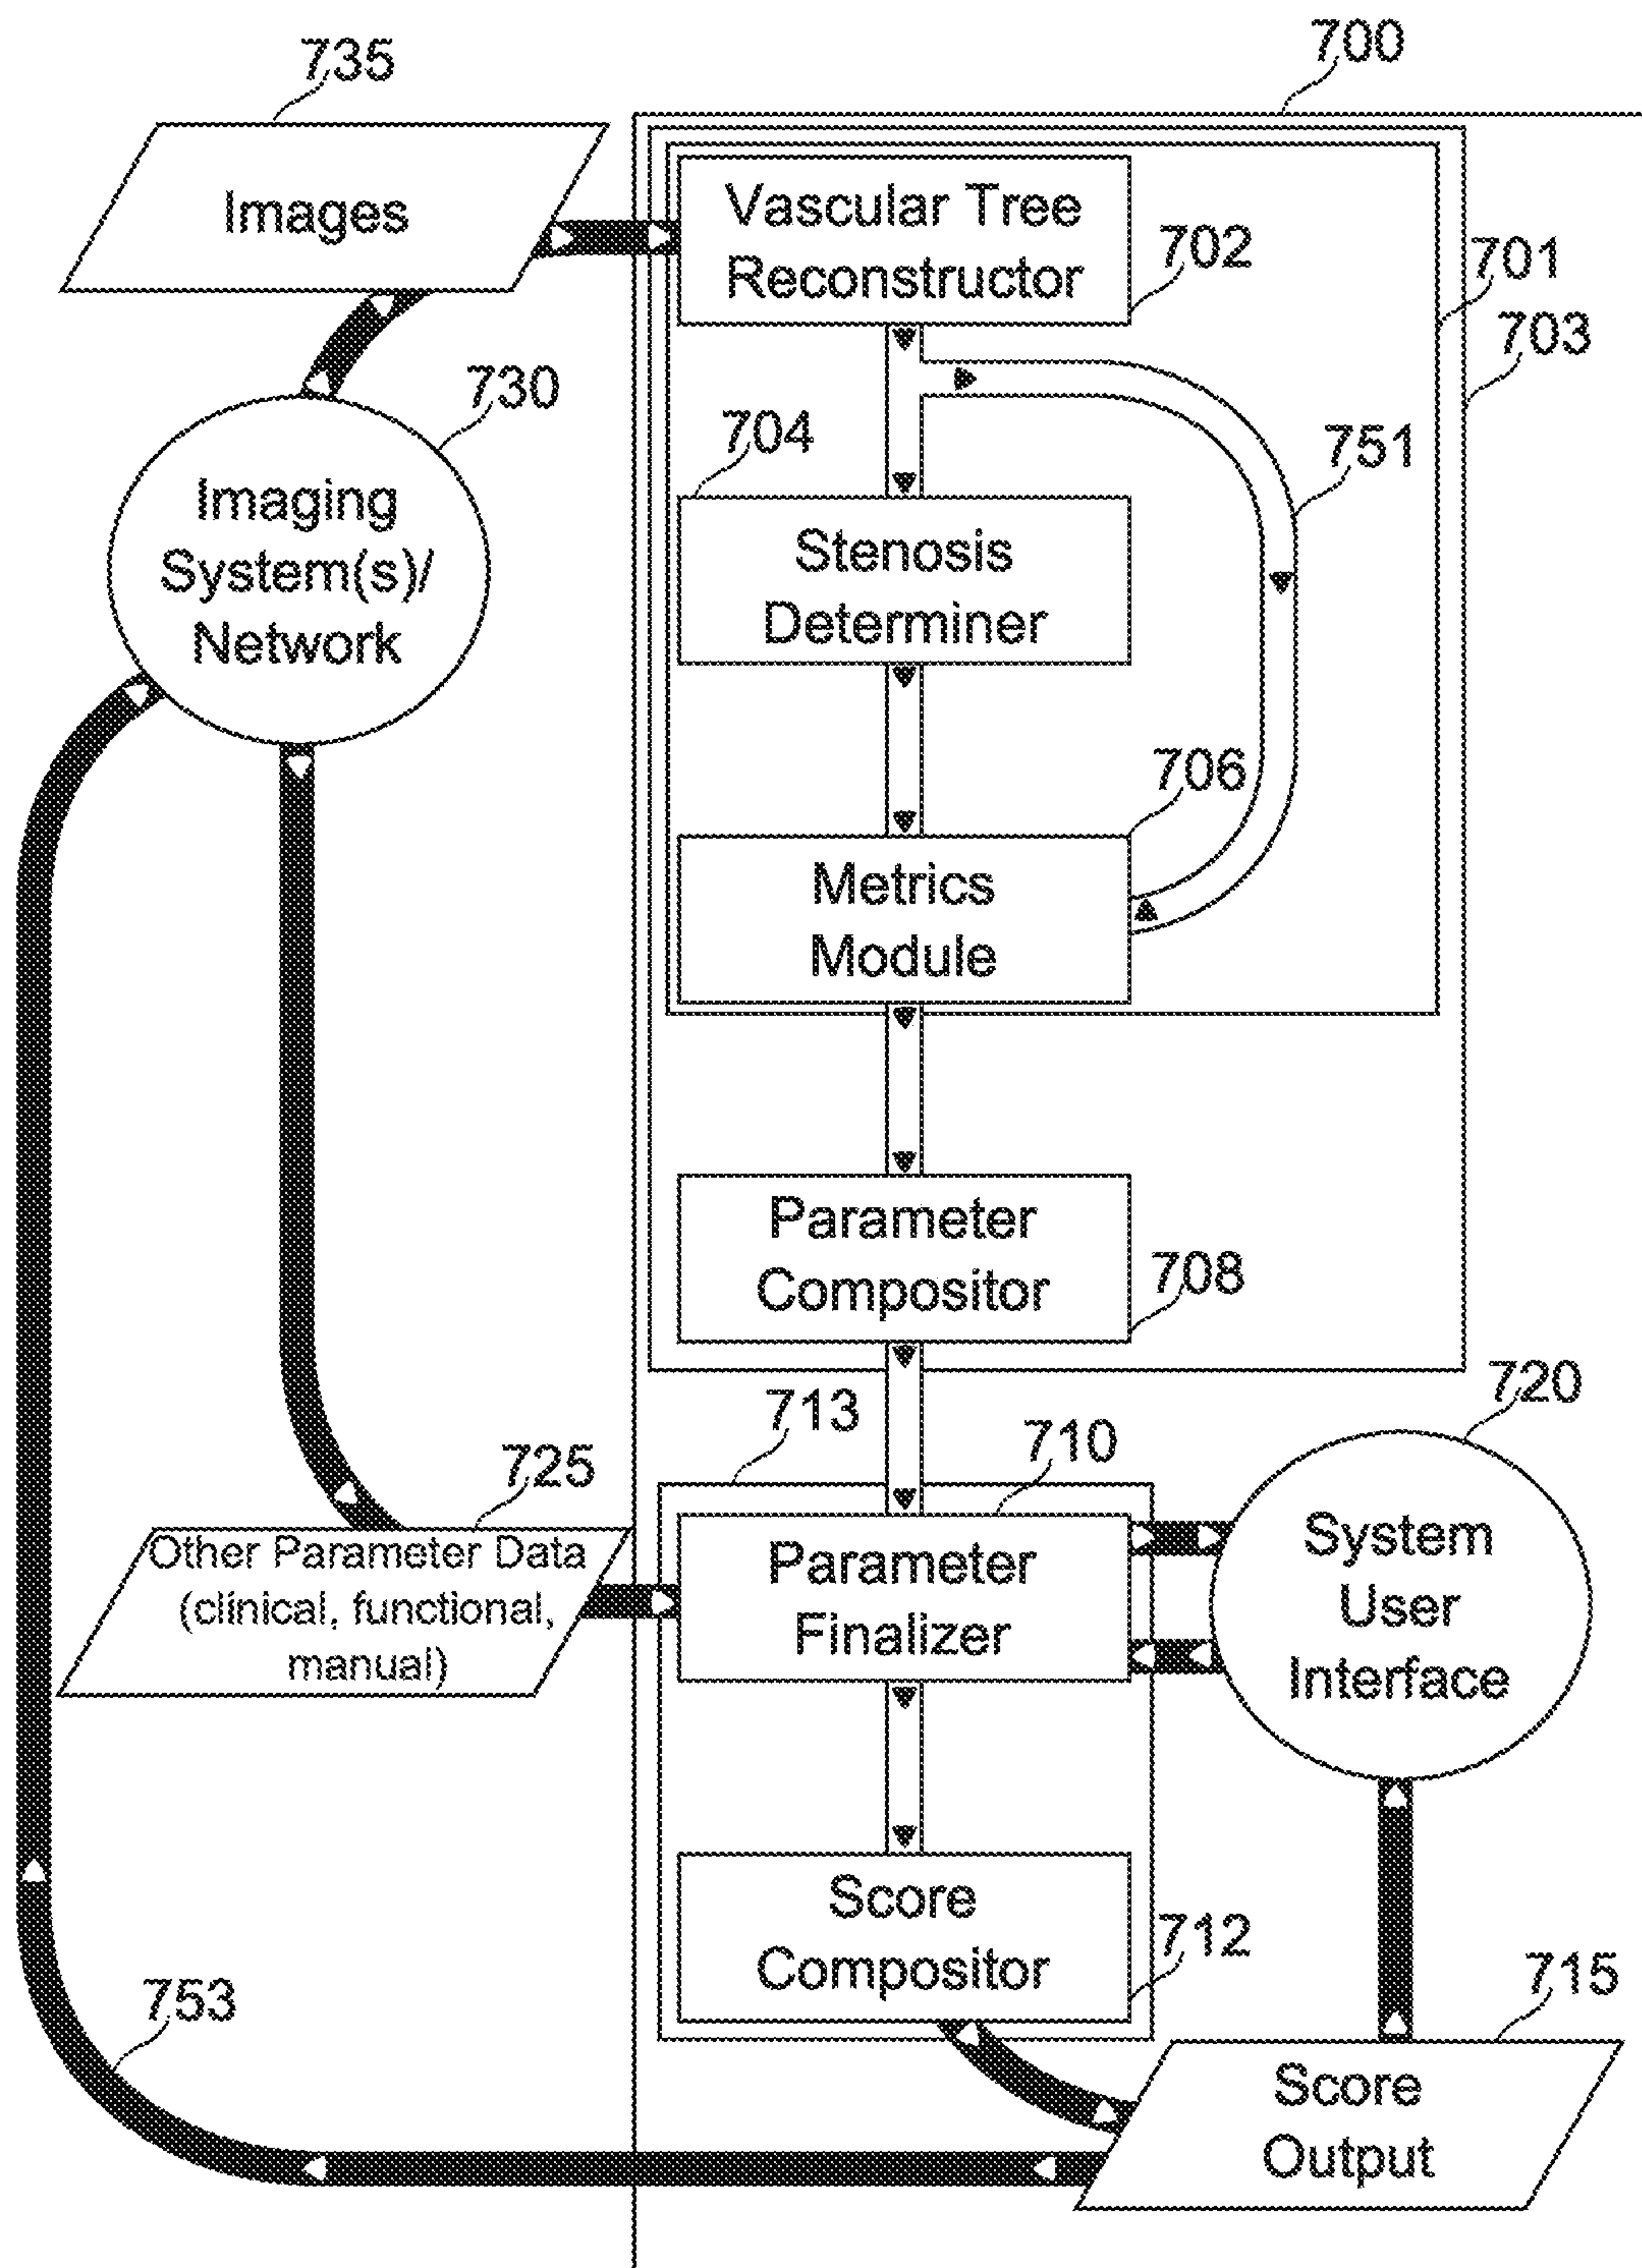 700
735
Images
Vascular Tree
Reconstructor
702
701
703
730
Imaging
System(s)/
Network
704
751
Stenosis
Determiner
706
Metrics
Module
Parameter
Compositor
708
720
713
710
725
Other Parameter Data
(clinical, functional,
manual)
Parameter
Finalizer
System
User
Interface
Score
Compositor
712
753
715
Score
Output